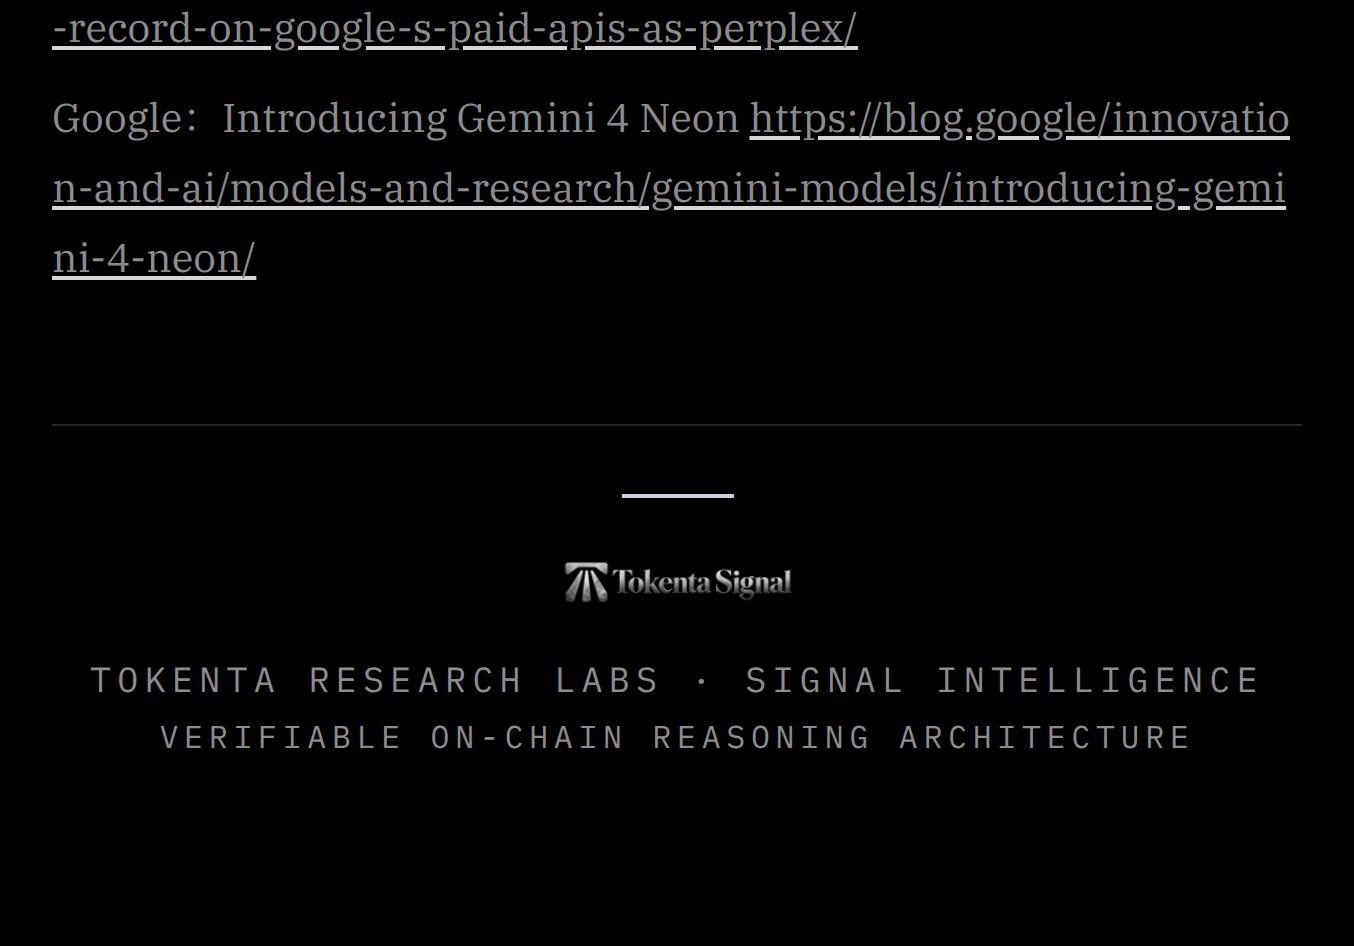 -record-on-google-s-paid-apis-as-perplex/
Google： Introducing Gemini 4 Neon https://blog.google/innovatio
n-and-ai/models-and-research/gemini-models/introducing-gemi
ni-4-neon/
Tokenta Signal
TOKENTA RESEARCH LABS · SIGNAL INTELLIGENCE
VERIFIABLE ON-CHAIN REASONING ARCHITECTURE